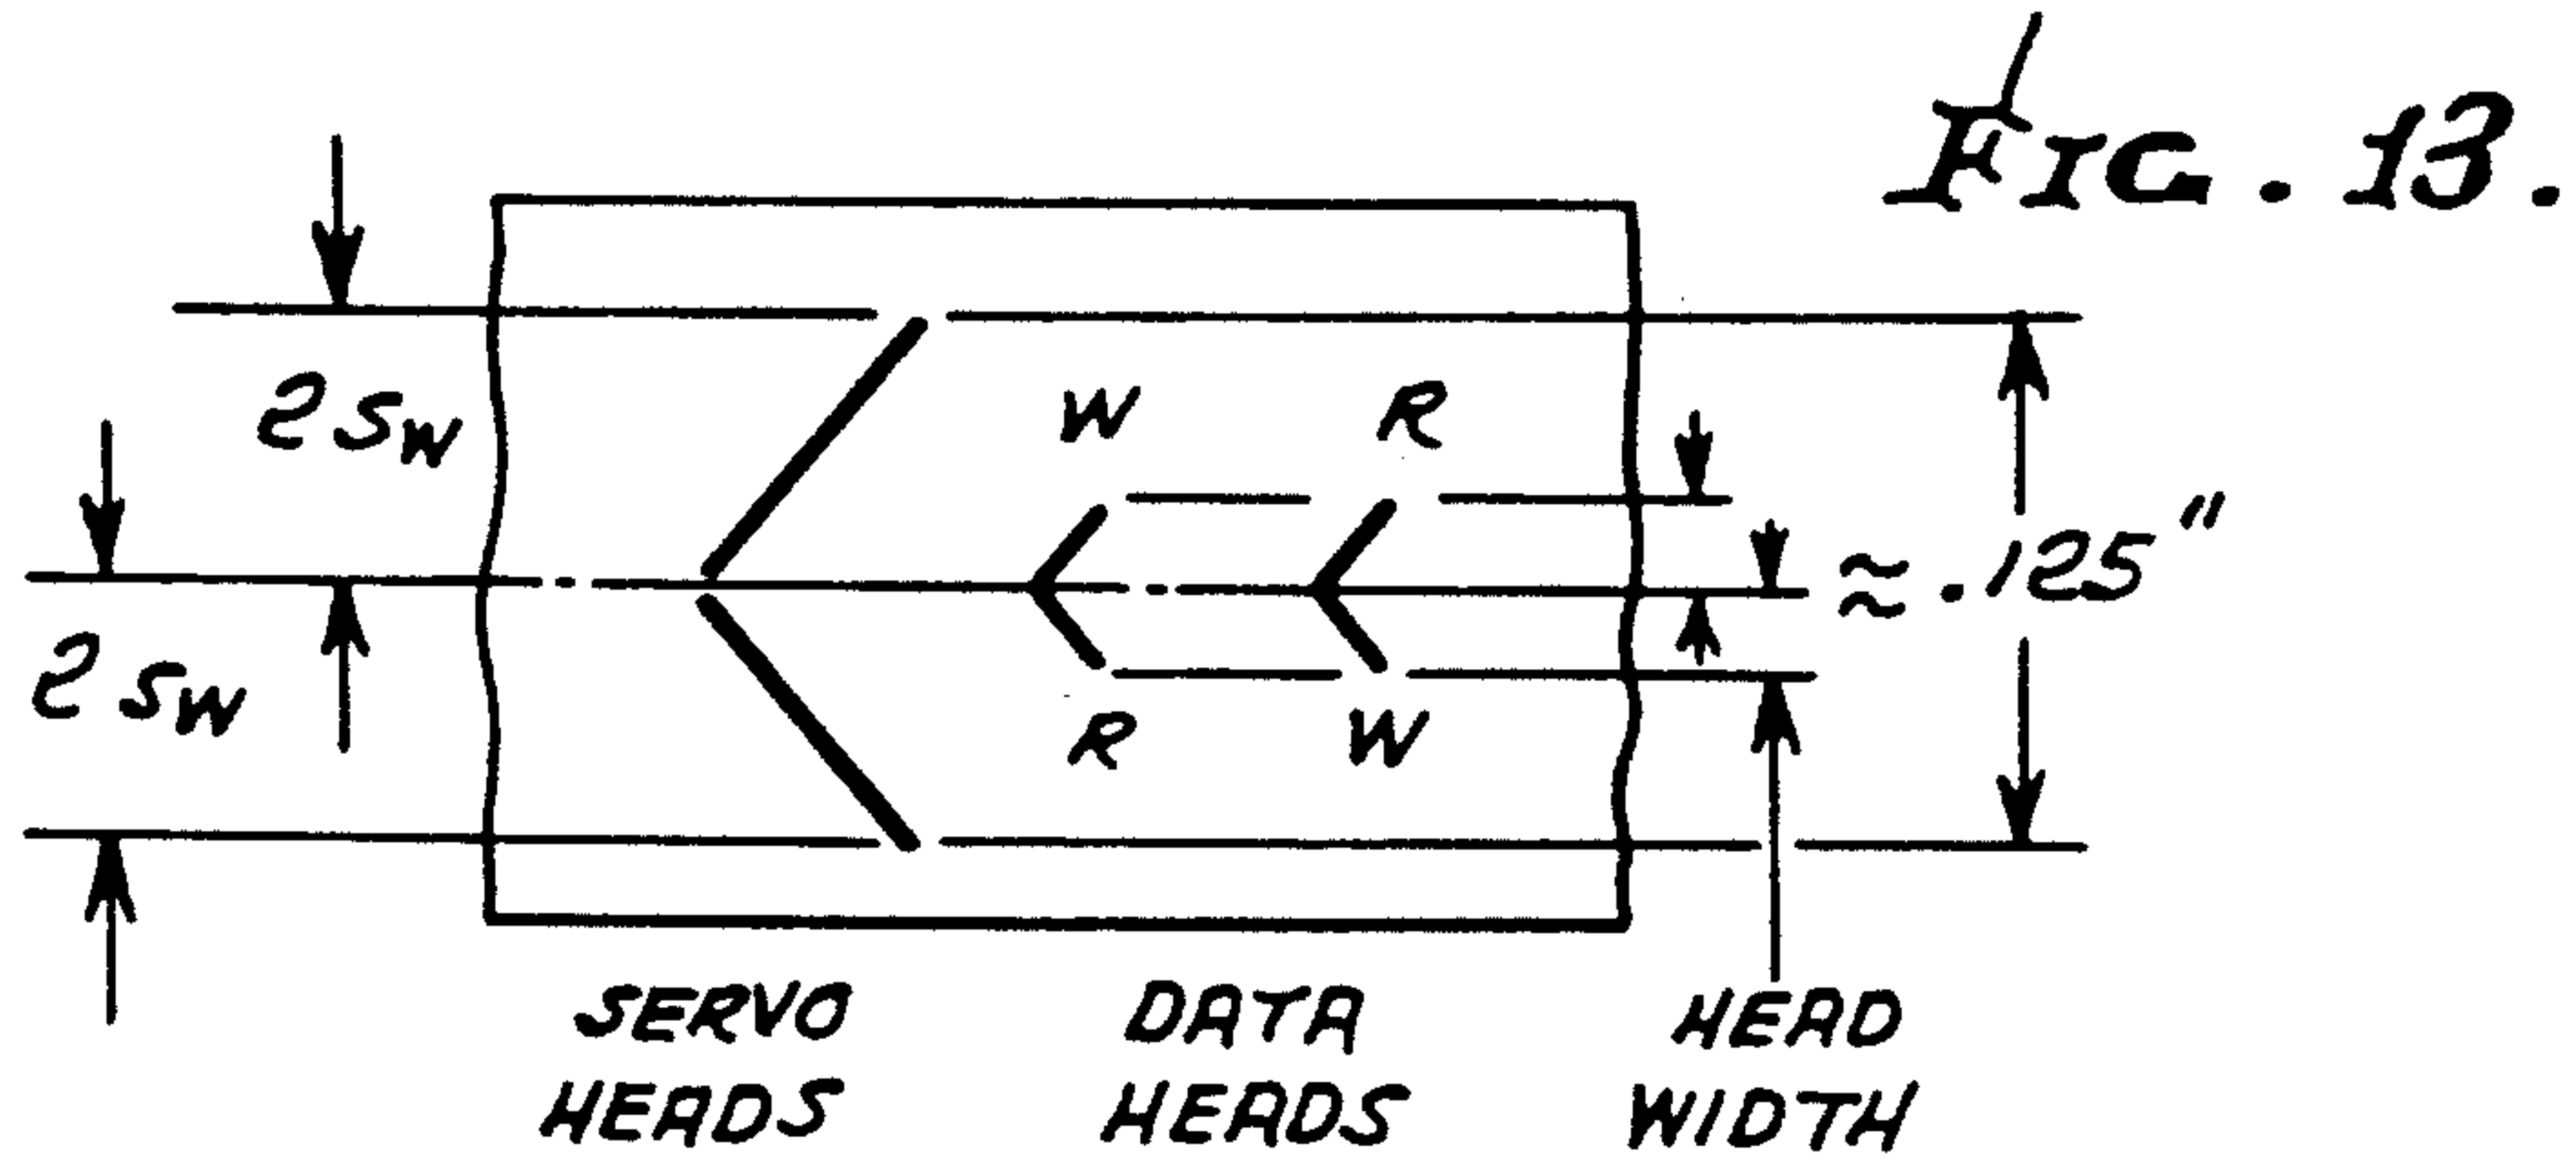 FIG. 13.
2 SW
W R
≈ .125"
2 SW
R W
SERVO HEADS
DATA HEADS
HEAD WIDTH